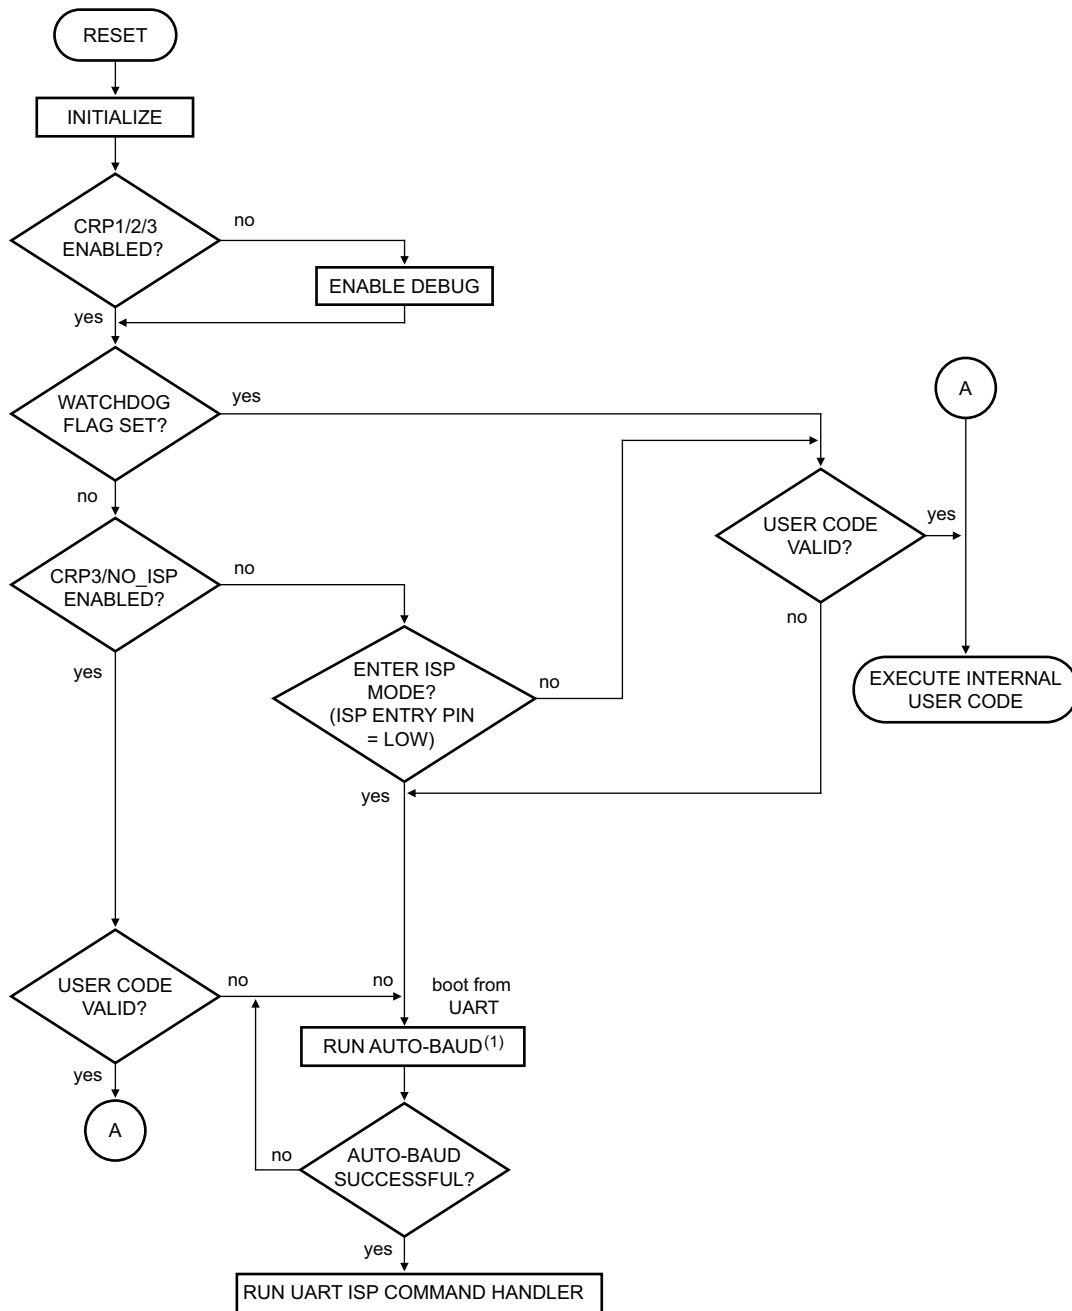 RESET
INITIALIZE
CRP1/2/3
ENABLED?
no
ENABLE DEBUG
yes
WATCHDOG
FLAG SET?
yes
A
no
USER CODE
VALID?
yes
no
CRP3/NO_ISP
ENABLED?
no
yes
ENTER ISP
MODE?
(ISP ENTRY PIN
= LOW)
no
EXECUTE INTERNAL
USER CODE
yes
USER CODE
VALID?
no
no
boot from
UART
RUN AUTO-BAUD(1)
yes
A
AUTO-BAUD
SUCCESSFUL?
no
yes
RUN UART ISP COMMAND HANDLER